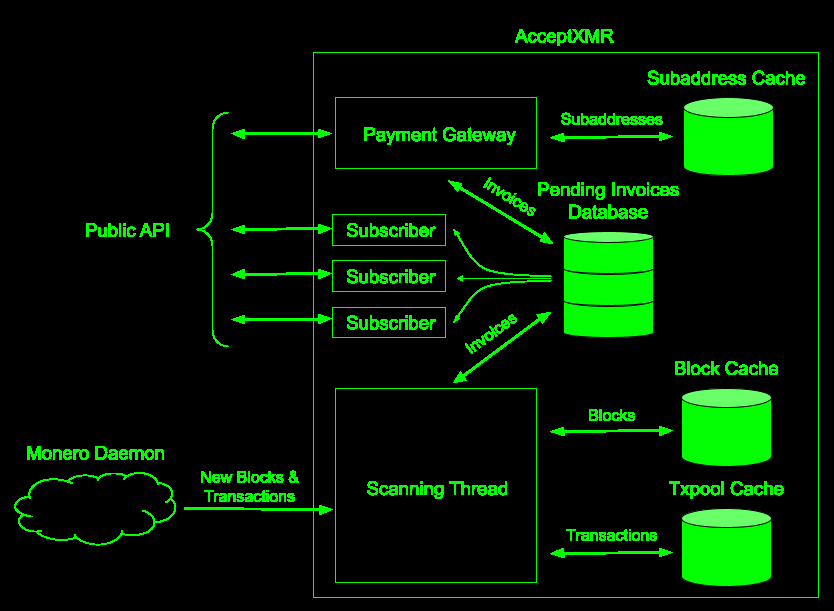 AcceptXMR
Subaddress Cache
Payment Gateway
Subaddresses
Invoices
Pending Invoices
Database
Public API
Subscriber
Subscriber
Subscriber
Invoices
Block Cache
Blocks
Monero Daemon
New Blocks &
Transactions
Scanning Thread
Txpool Cache
Transactions